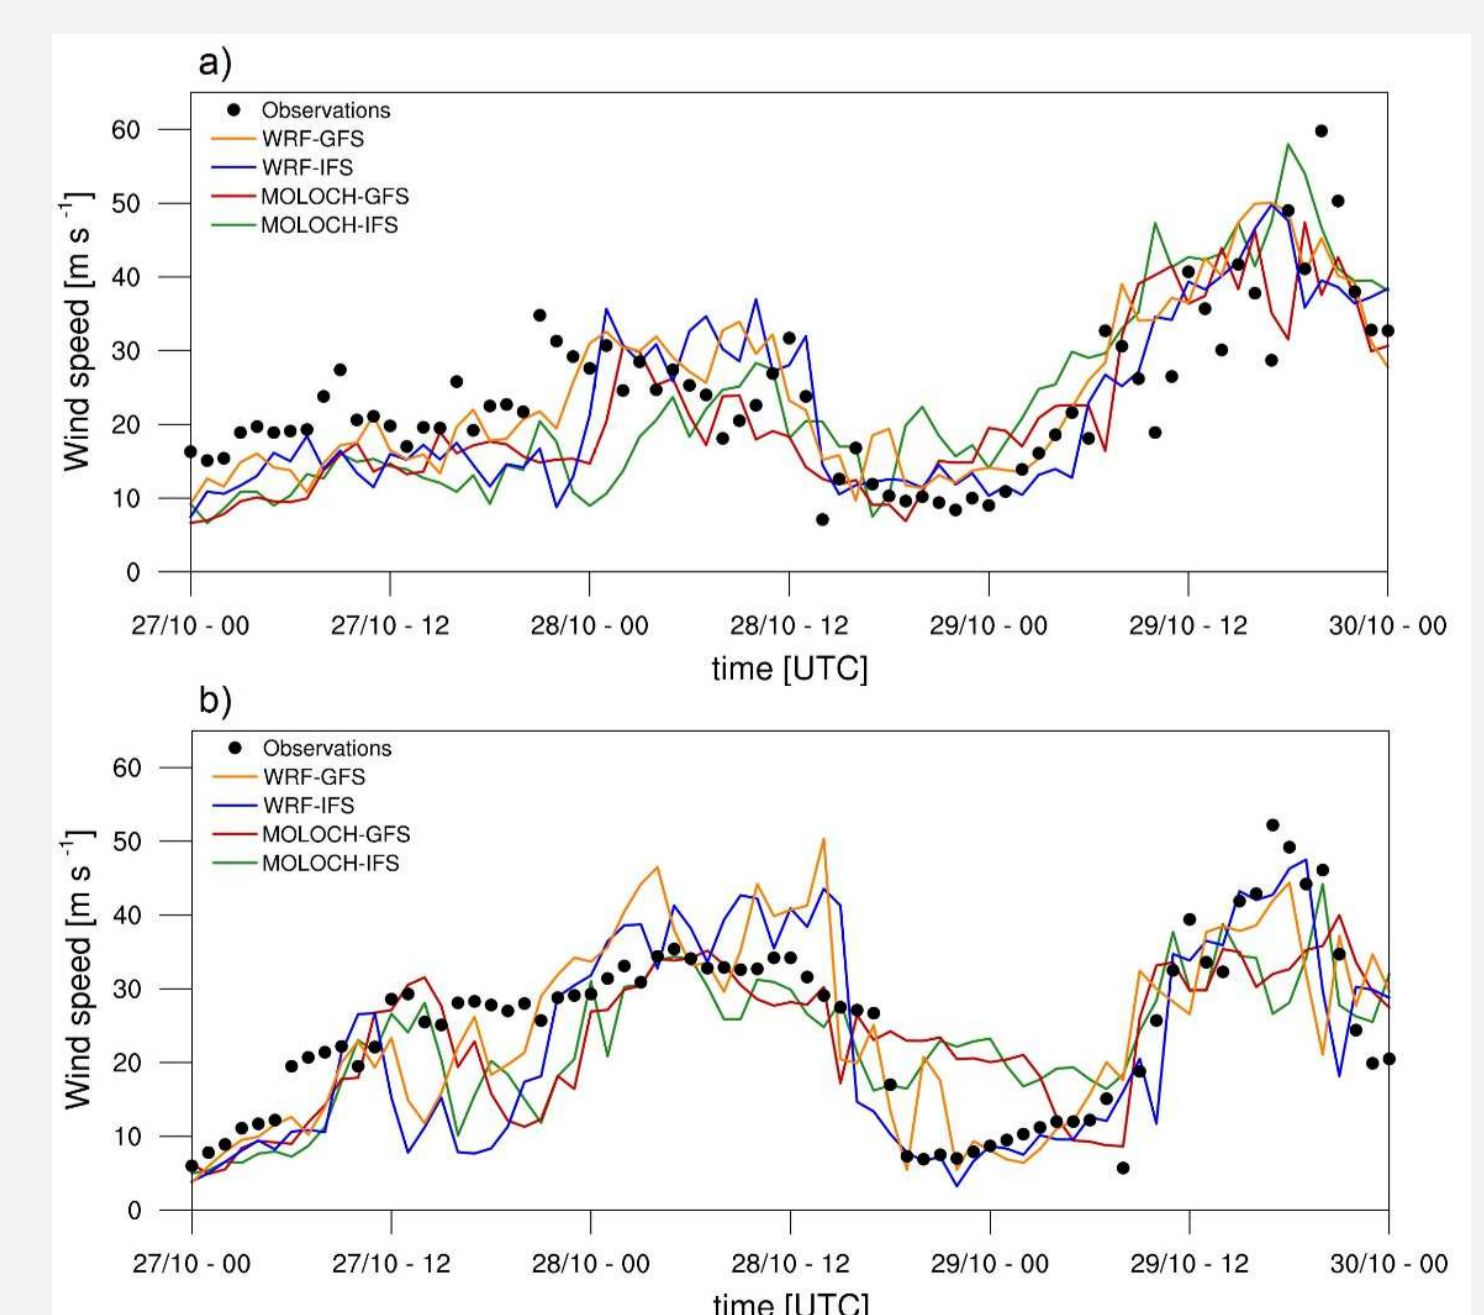 a)
Observations
WRF-GFS
WRF-IFS
MOLOCH-GFS
MOLOCH-IFS
60
50
40
30
20
10
0
Wind speed [m s -1]
27/10 - 00 27/10 - 12 28/10 - 00 28/10 - 12 29/10 - 00 29/10 - 12 30/10 - 00
time [UTC]
b)
Observations
WRF-GFS
WRF-IFS
MOLOCH-GFS
MOLOCH-IFS
60
50
40
30
20
10
0
Wind speed [m s -1]
27/10 - 00 27/10 - 12 28/10 - 00 28/10 - 12 29/10 - 00 29/10 - 12 30/10 - 00
time [UTC]